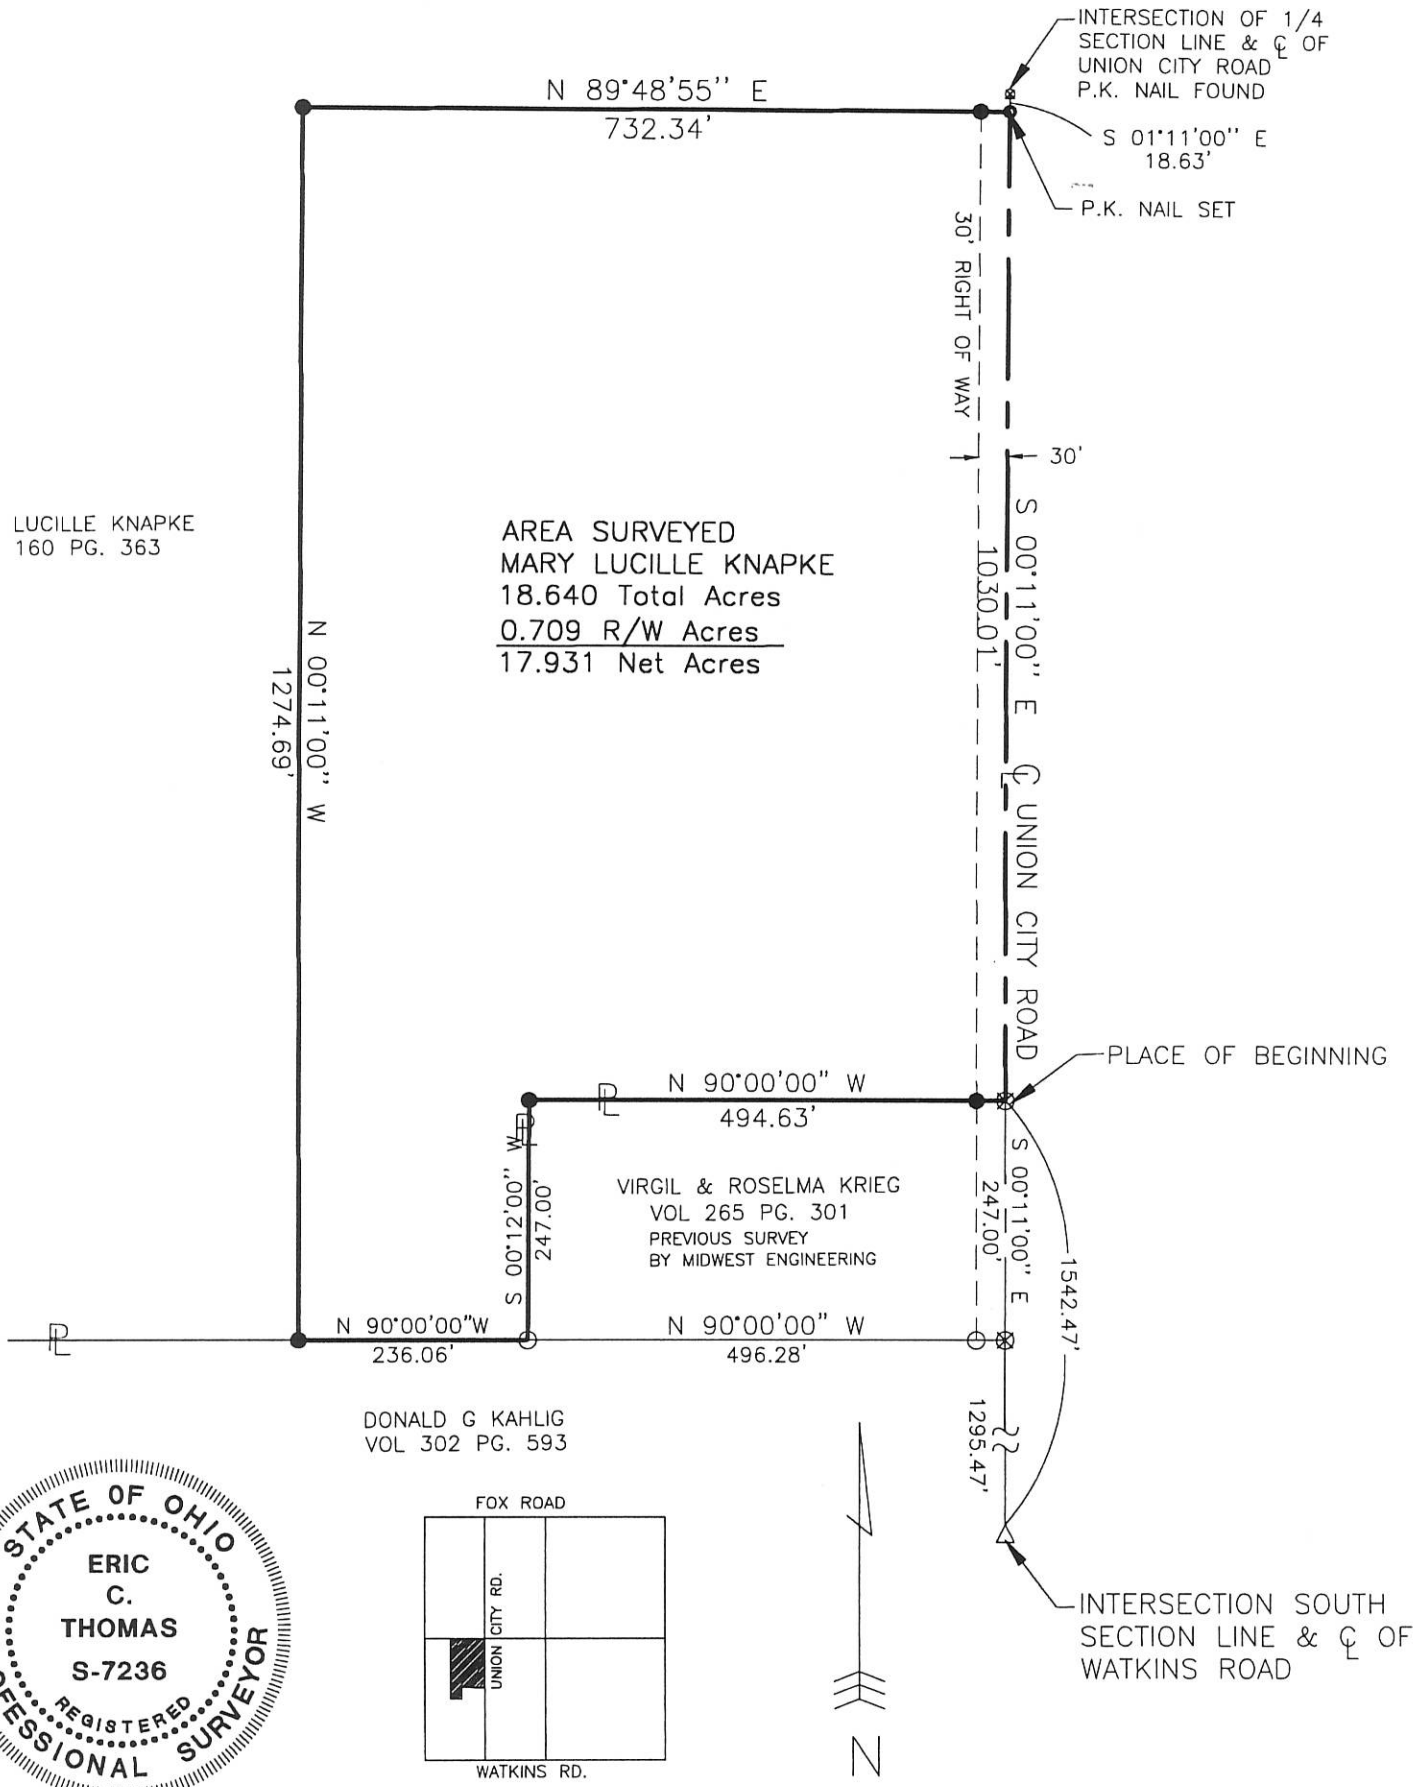 INTERSECTION OF 1/4
SECTION LINE & ℄ OF
UNION CITY ROAD
P.K. NAIL FOUND
N 89°48'55'' E
732.34'
S 01°11'00'' E
18.63'
P.K. NAIL SET
30' RIGHT OF WAY
30'
LUCILLE KNAPKE
160 PG. 363
AREA SURVEYED
MARY LUCILLE KNAPKE
18.640 Total Acres
0.709 R/W Acres
17.931 Net Acres
S 00°11'00'' E
1030.01'
℄ UNION CITY ROAD
N 00°11'00'' W
1274.69'
PLACE OF BEGINNING
N 90°00'00" W
494.63'
S 00°12'00" W
247.00'
VIRGIL & ROSELMA KRIEG
VOL 265 PG. 301
PREVIOUS SURVEY
BY MIDWEST ENGINEERING
S 00°11'00'' E
247.00'
1542.47'
PL
PL
PL
N 90°00'00"W
236.06'
N 90°00'00" W
496.28'
1295.47'
DONALD G KAHLIG
VOL 302 PG. 593
STATE OF OHIO
ERIC
C.
THOMAS
S-7236
REGISTERED
OFESSIONAL SURVEYOR
FOX ROAD
UNION CITY RD.
WATKINS RD.
N
INTERSECTION SOUTH
SECTION LINE & ℄ OF
WATKINS ROAD